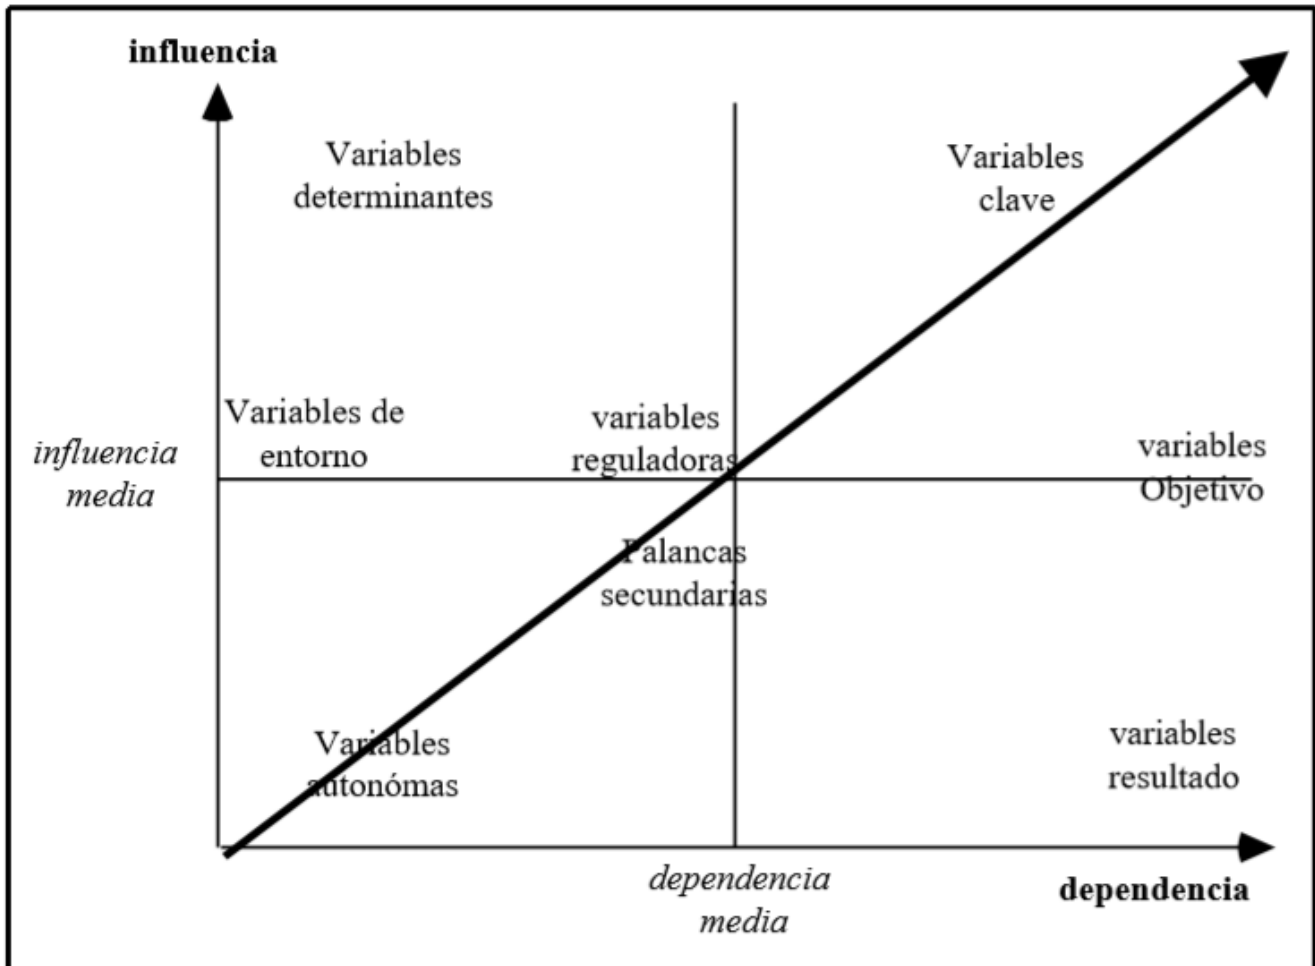 influencia
Variables
determinantes
Variables
clave
Variables de
entorno
variables
reguladoras
variables
Objetivo
influencia
media
Palancas
secundarias
Variables
autonómas
variables
resultado
dependencia
media
dependencia